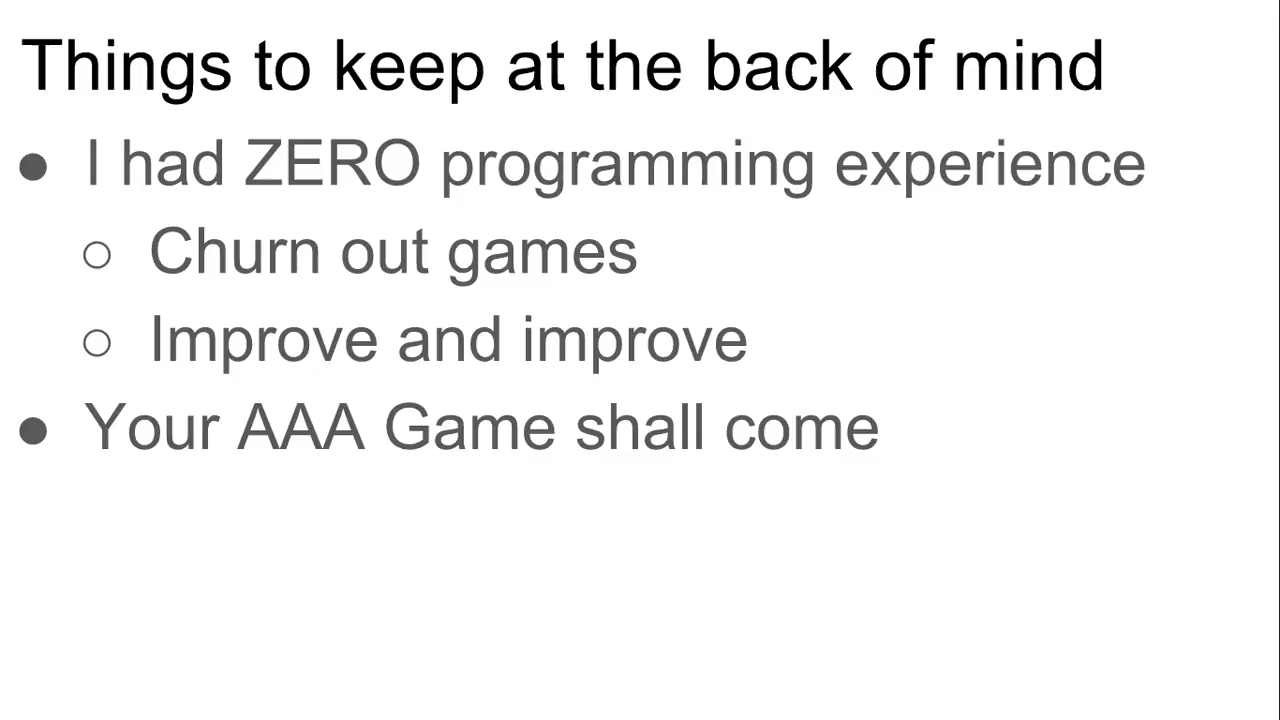 Things to keep at the back of mind
● I had ZERO programming experience
○ Churn out games
○ Improve and improve
● Your AAA Game shall come